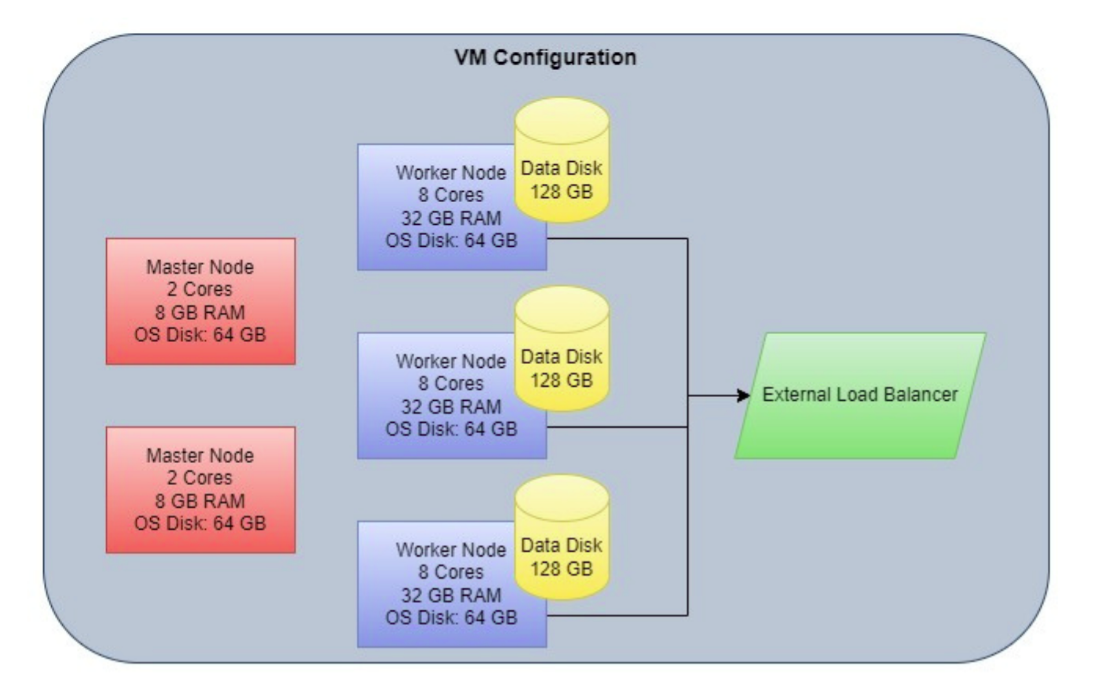 VM Configuration
Worker Node
8 Cores
32 GB RAM
OS Disk: 64 GB
Data Disk
128 GB
Master Node
2 Cores
8 GB RAM
OS Disk: 64 GB
Worker Node
8 Cores
32 GB RAM
OS Disk: 64 GB
Data Disk
128 GB
External Load Balancer
Master Node
2 Cores
8 GB RAM
OS Disk: 64 GB
Worker Node
8 Cores
32 GB RAM
OS Disk: 64 GB
Data Disk
128 GB